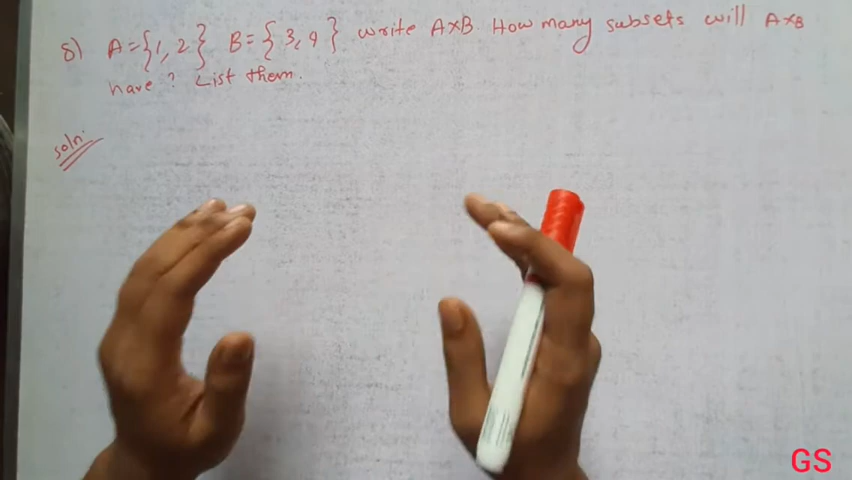 8) A={1,2} B={3,4} write A×B. How many subsets will A×B
have? List them.
soln:
GS